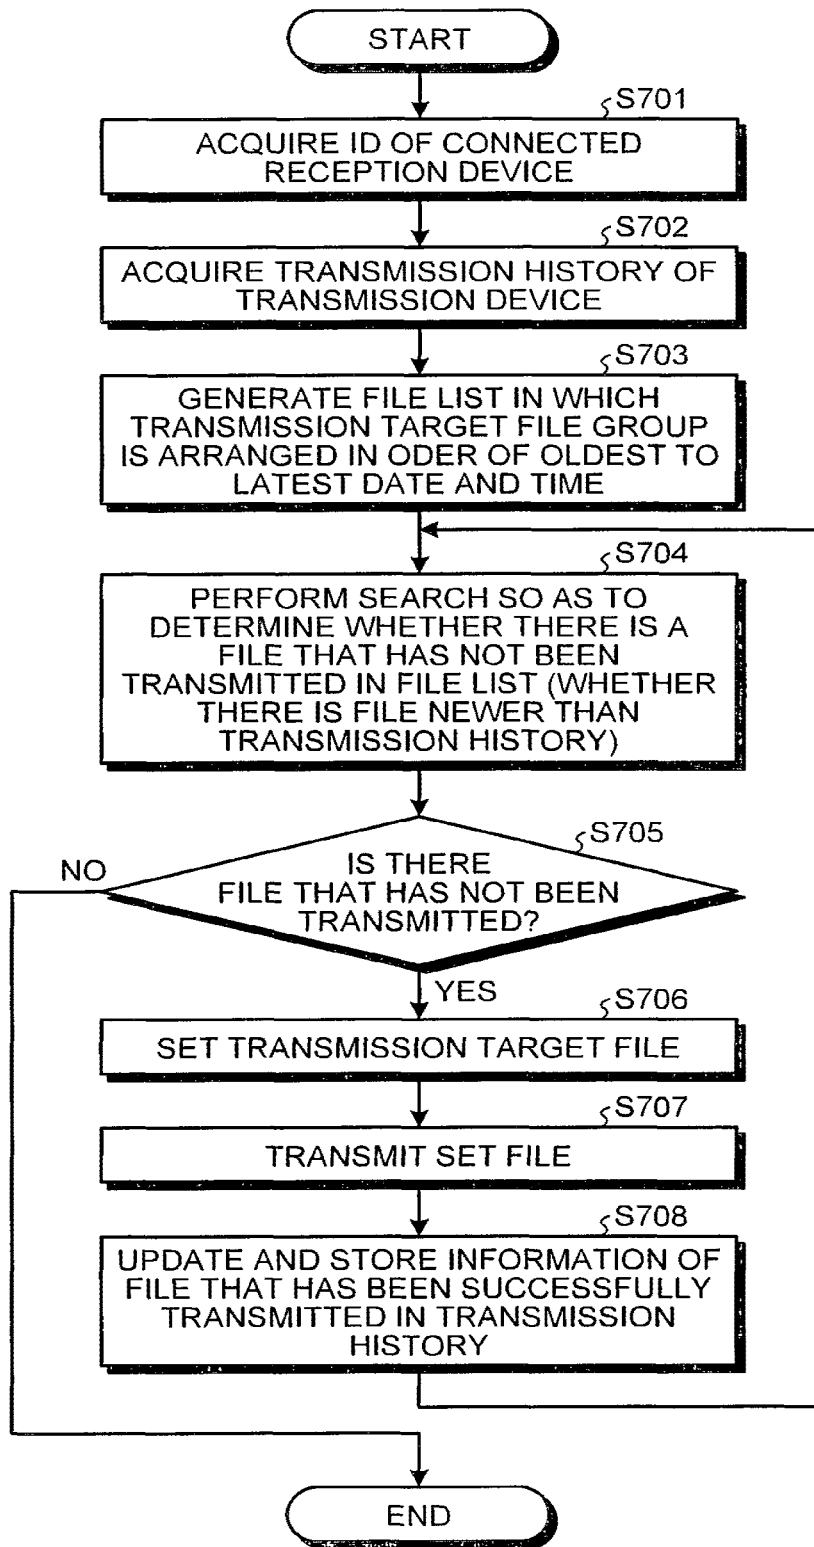 START
S701
ACQUIRE ID OF CONNECTED
RECEPTION DEVICE
S702
ACQUIRE TRANSMISSION HISTORY OF
TRANSMISSION DEVICE
S703
GENERATE FILE LIST IN WHICH
TRANSMISSION TARGET FILE GROUP
IS ARRANGED IN ODER OF OLDEST TO
LATEST DATE AND TIME
S704
PERFORM SEARCH SO AS TO
DETERMINE WHETHER THERE IS A
FILE THAT HAS NOT BEEN
TRANSMITTED IN FILE LIST (WHETHER
THERE IS FILE NEWER THAN
TRANSMISSION HISTORY)
S705
NO
IS THERE
FILE THAT HAS NOT BEEN
TRANSMITTED?
YES
S706
SET TRANSMISSION TARGET FILE
S707
TRANSMIT SET FILE
S708
UPDATE AND STORE INFORMATION OF
FILE THAT HAS BEEN SUCCESSFULLY
TRANSMITTED IN TRANSMISSION
HISTORY
END